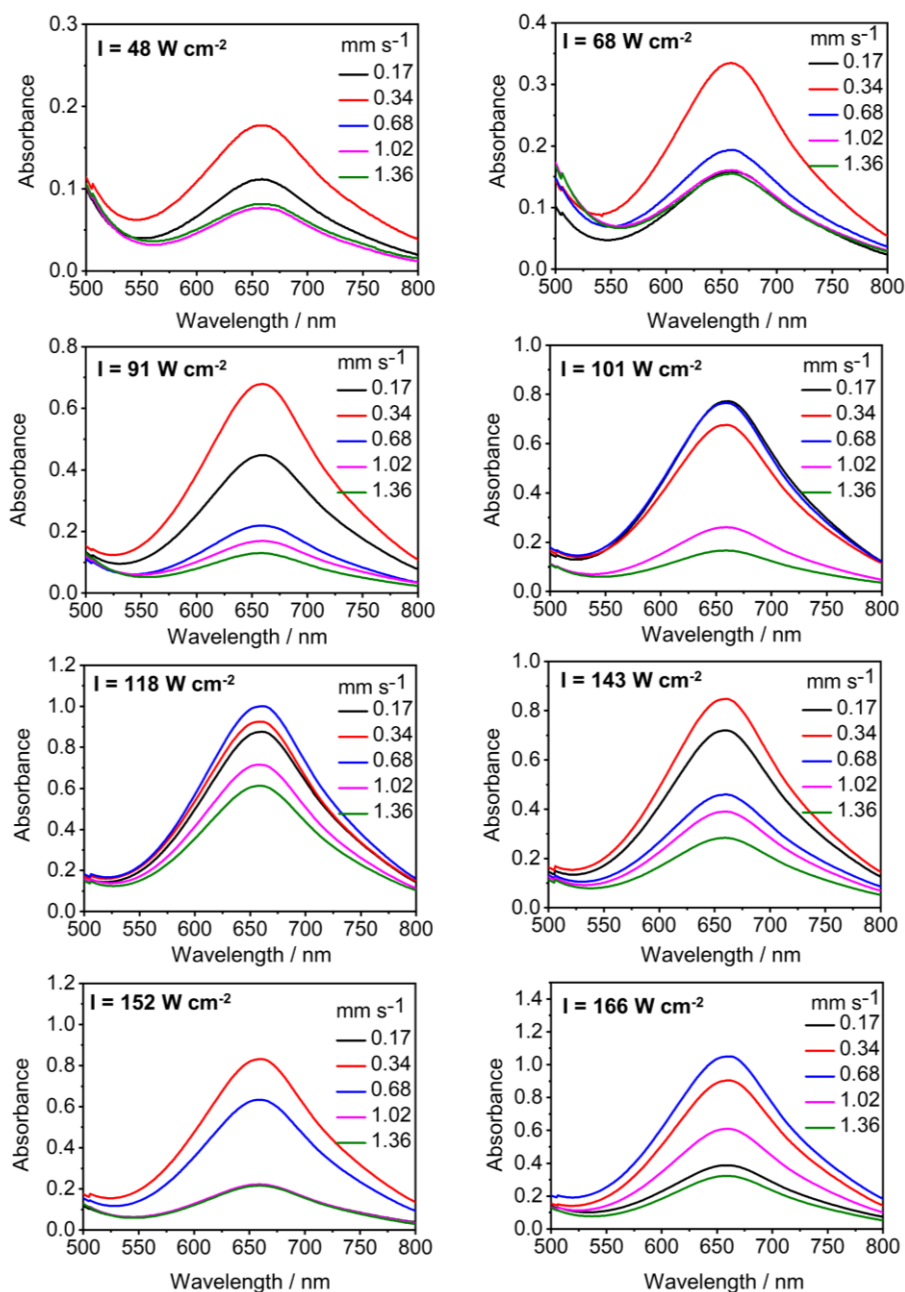 I = 48 W cm-2
mm s-1
0.17
0.34
0.68
1.02
1.36
0.3
0.2
0.1
0.0
Absorbance
500 550 600 650 700 750 800
Wavelength / nm
I = 68 W cm-2
mm s-1
0.17
0.34
0.68
1.02
1.36
0.4
0.3
0.2
0.1
0.0
Absorbance
500 550 600 650 700 750 800
Wavelength / nm
I = 91 W cm-2
mm s-1
0.17
0.34
0.68
1.02
1.36
0.8
0.6
0.4
0.2
0.0
Absorbance
500 550 600 650 700 750 800
Wavelength / nm
I = 101 W cm-2
mm s-1
0.17
0.34
0.68
1.02
1.36
1.0
0.8
0.6
0.4
0.2
0.0
Absorbance
500 550 600 650 700 750 800
Wavelength / nm
I = 118 W cm-2
mm s-1
0.17
0.34
0.68
1.02
1.36
1.2
1.0
0.8
0.6
0.4
0.2
0.0
Absorbance
500 550 600 650 700 750 800
Wavelength / nm
I = 143 W cm-2
mm s-1
0.17
0.34
0.68
1.02
1.36
1.0
0.8
0.6
0.4
0.2
0.0
Absorbance
500 550 600 650 700 750 800
Wavelength / nm
I = 152 W cm-2
mm s-1
0.17
0.34
0.68
1.02
1.36
1.2
1.0
0.8
0.6
0.4
0.2
0.0
Absorbance
500 550 600 650 700 750 800
Wavelength / nm
I = 166 W cm-2
mm s-1
0.17
0.34
0.68
1.02
1.36
1.4
1.2
1.0
0.8
0.6
0.4
0.2
0.0
Absorbance
500 550 600 650 700 750 800
Wavelength / nm